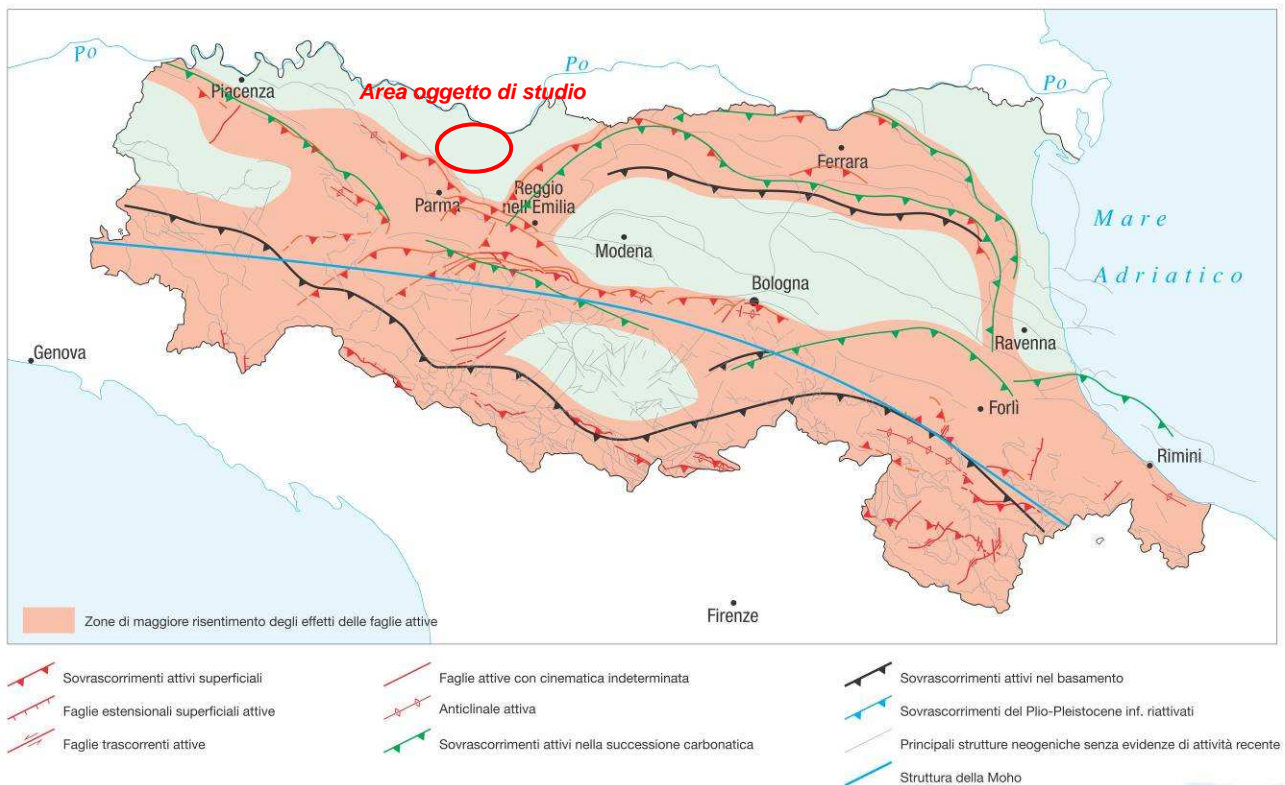 Po
Po
Po
Piacenza
Area oggetto di studio
Ferrara
Parma
Reggio
nell'Emilia
Modena
Mare
Adriatico
Bologna
Ravenna
Genova
Forlì
Rimini
Firenze
Zone di maggiore risentimento degli effetti delle faglie attive
Sovrascorrimenti attivi superficiali
Faglie estensionali superficiali attive
Faglie trascorrenti attive
Faglie attive con cinematica indeterminata
Anticlinale attiva
Sovrascorrimenti attivi nella successione carbonatica
Sovrascorrimenti attivi nel basamento
Sovrascorrimenti del Plio-Pleistocene inf. riattivati
Principali strutture neogeniche senza evidenze di attività recente
Struttura della Moho